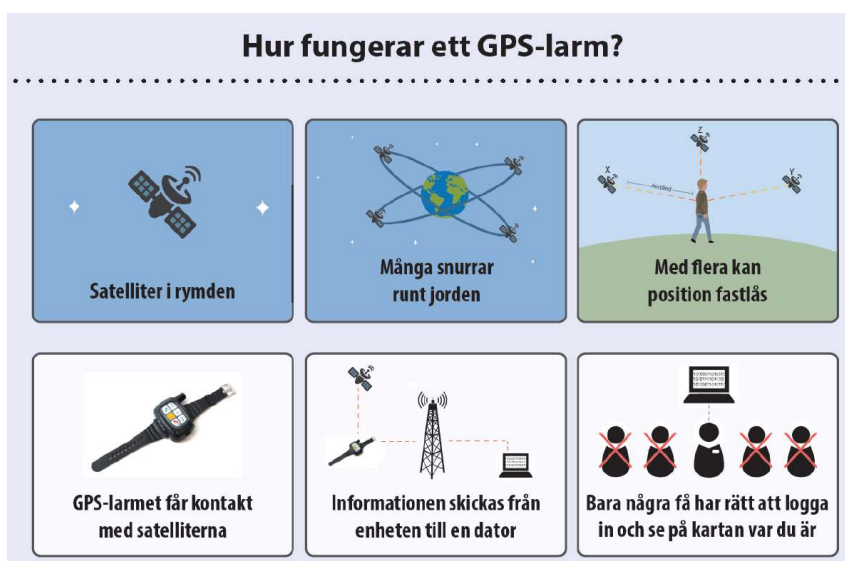 Hur fungerar ett GPS-larm?
Satelliter i rymden
Många snurrar
runt jorden
Z
X
Y
Avstånd
Med flera kan
position fastlås
GPS-larmet får kontakt
med satelliterna
Informationen skickas från
enheten till en dator
Bara några få har rätt att logga
in och se på kartan var du är